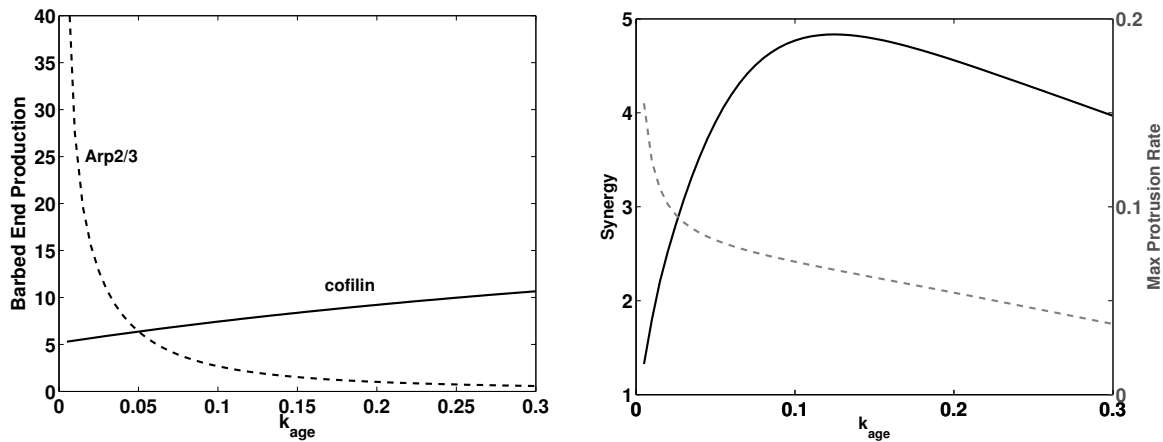 40
35
30
25
20
15
10
5
0
Barbed End Production
Arp2/3
cofilin
0 0.05 0.1 0.15 0.2 0.25 0.3
k_age
5
4
3
2
1
Synergy
0.2
0.1
0
Max Protrusion Rate
0 0.1 0.2 0.3
k_age